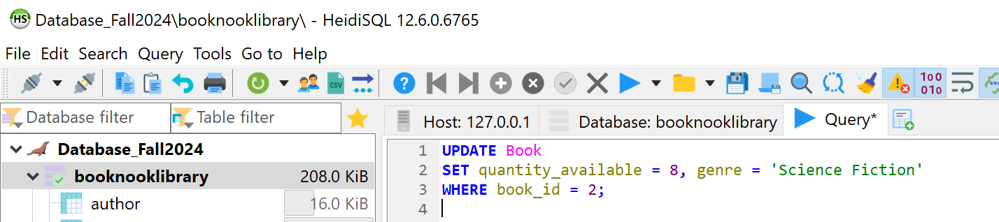 HS Database_Fall2024\booknooklibrary\ - HeidiSQL 12.6.0.6765
File Edit Search Query Tools Go to Help
CSV
?
100
010
Database filter
Table filter
Host: 127.0.0.1
Database: booknooklibrary
Query*
Database_Fall2024
booknooklibrary 208.0 KiB
author 16.0 KiB
1 UPDATE Book
2 SET quantity_available = 8, genre = 'Science Fiction'
3 WHERE book_id = 2;
4